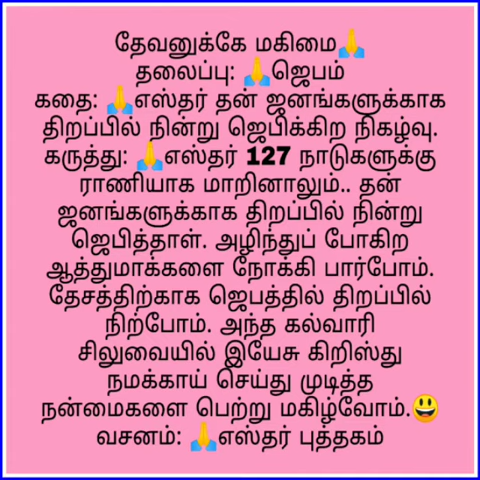 தேவனுக்கே மகிமை🙏
தலைப்பு: 🙏ஜெபம்
கதை: 🙏எஸ்தர் தன் ஜனங்களுக்காக
திறப்பில் நின்று ஜெபிக்கிற நிகழ்வு.
கருத்து: 🙏எஸ்தர் 127 நாடுகளுக்கு
ராணியாக மாறினாலும்.. தன்
ஜனங்களுக்காக திறப்பில் நின்று
ஜெபித்தாள். அழிந்துப் போகிற
ஆத்துமாக்களை நோக்கி பார்போம்.
தேசத்திற்காக ஜெபத்தில் திறப்பில்
நிற்போம். அந்த கல்வாரி
சிலுவையில் இயேசு கிறிஸ்து
நமக்காய் செய்து முடித்த
நன்மைகளை பெற்று மகிழ்வோம்.😃
வசனம்: 🙏எஸ்தர் புத்தகம்